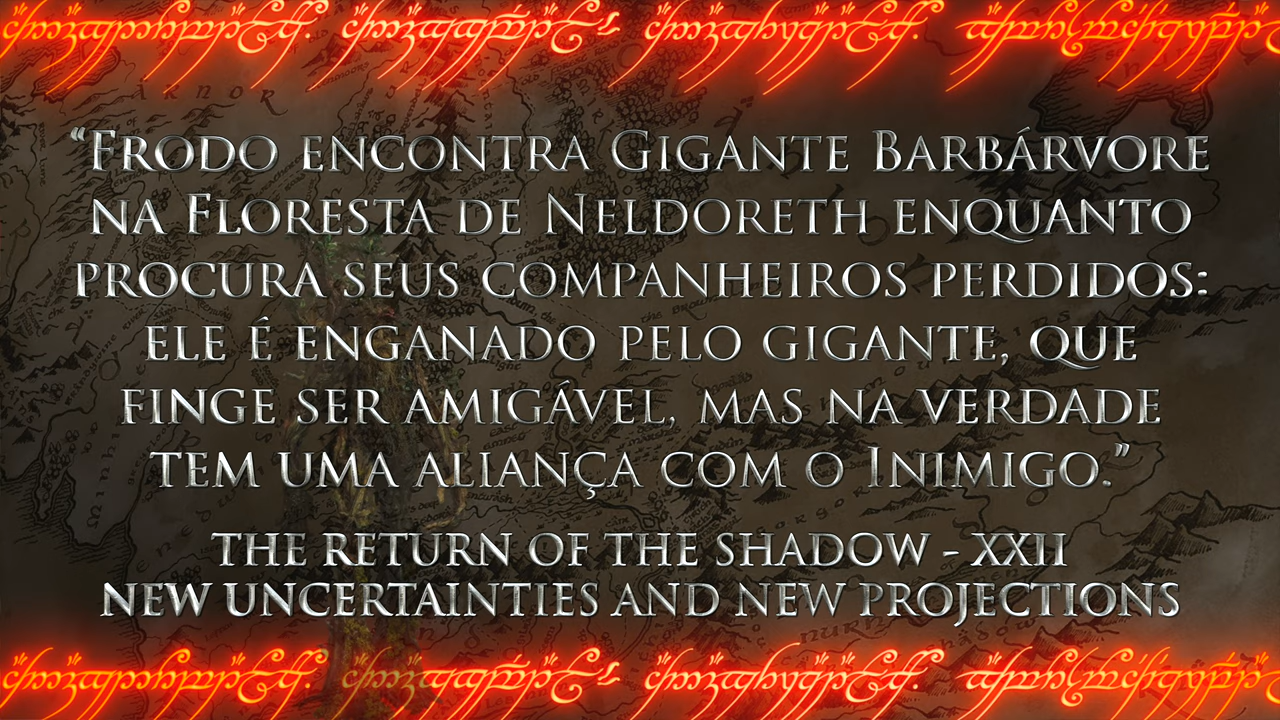 “Frodo encontra Gigante Barbárvore
na Floresta de Neldoreth enquanto
procura seus companheiros perdidos:
ele é enganado pelo gigante, que
finge ser amigável, mas na verdade
tem uma aliança com o Inimigo.”
THE RETURN OF THE SHADOW - XXII
NEW UNCERTAINTIES AND NEW PROJECTIONS